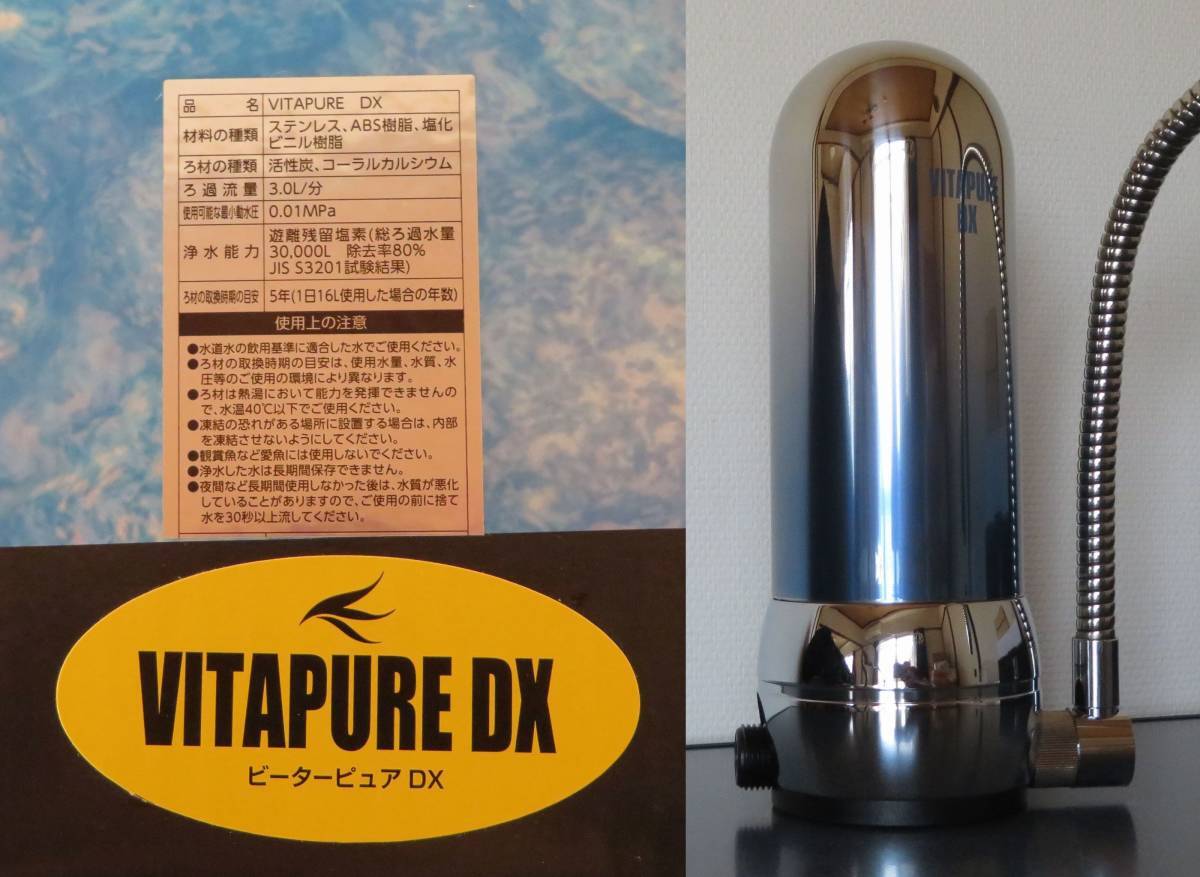 品 名 VITAPURE DX
材料の種類 ステンレス、ABS樹脂、塩化
ビニル樹脂
ろ材の種類 活性炭、コーラルカルシウム
ろ過流量 3.0L/分
使用可能な最小動水圧 0.01MPa
浄水能力 遊離残留塩素(総ろ過水量
30,000L 除去率80%
JIS S3201試験結果)
ろ材の取換時期の目安 5年(1日16L使用した場合の年数)
使用上の注意
●水道水の飲用基準に適合した水でご使用ください。
●ろ材の取換時期の目安は、使用水量、水質、水
圧等のご使用の環境により異なります。
●ろ材は熱湯において能力を発揮できませんの
で、水温40℃以下でご使用ください。
●凍結の恐れがある場所に設置する場合は、内部
を凍結させないようにしてください。
●観賞魚など愛魚には使用しないでください。
●浄水した水は長期間保存できません。
●夜間など長期間使用しなかった後は、水質が悪化
していることがありますので、ご使用の前に捨て
水を30秒以上流してください。
VITAPURE DX
ビーターピュア DX
VITAPURE
DX